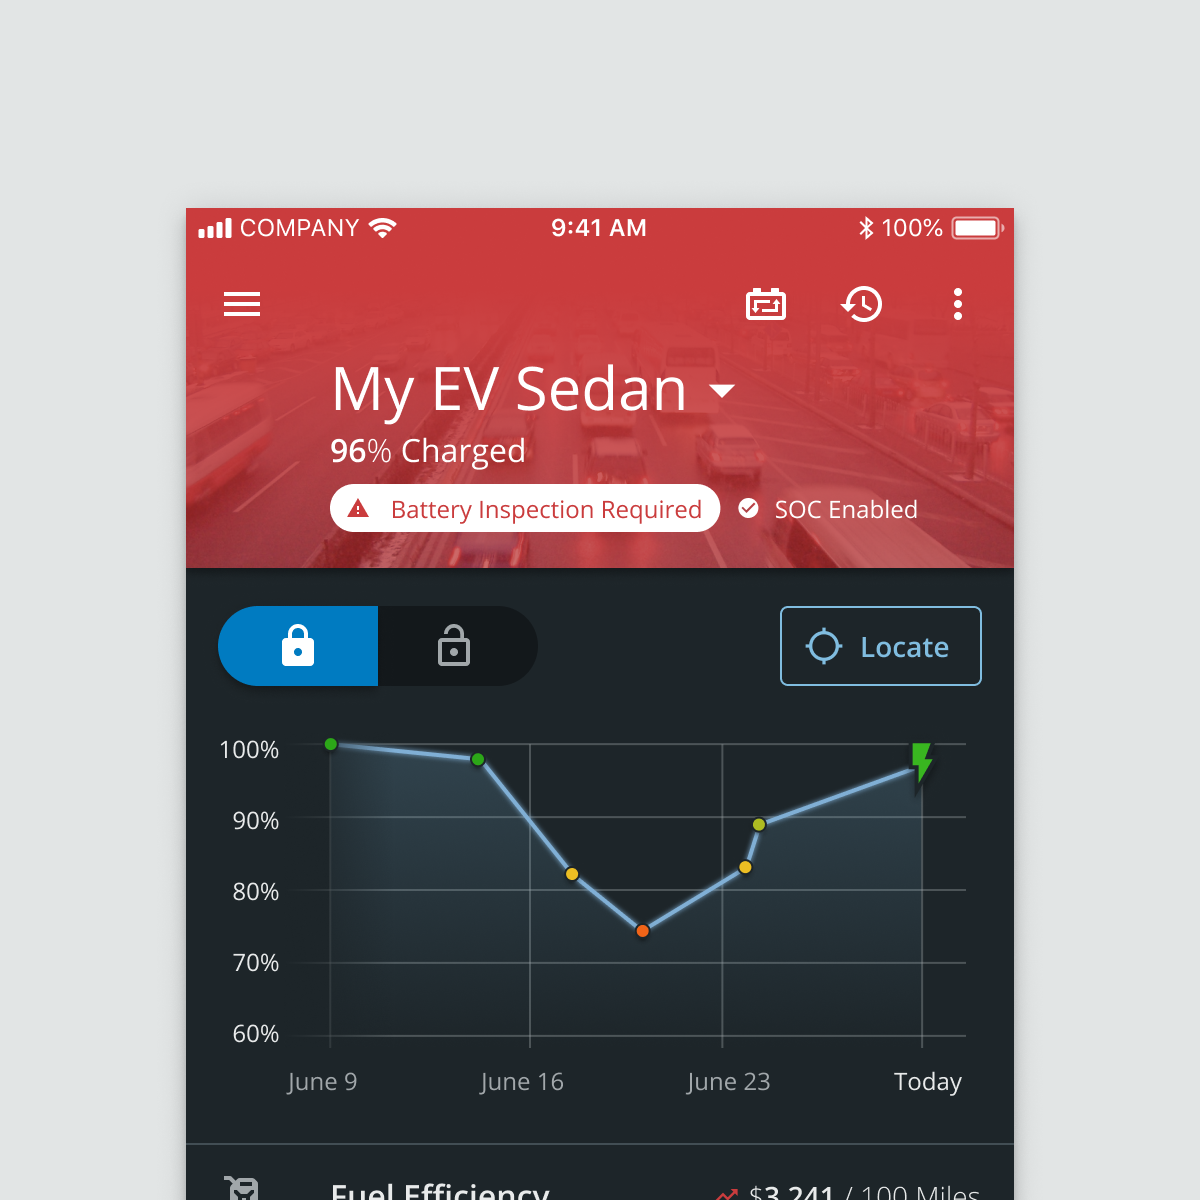 COMPANY 9:41 AM 100%
My EV Sedan
96% Charged
Battery Inspection Required SOC Enabled
Locate
100%
90%
80%
70%
60%
June 9 June 16 June 23 Today
Fuel Efficiency $3,241 / 100 Miles